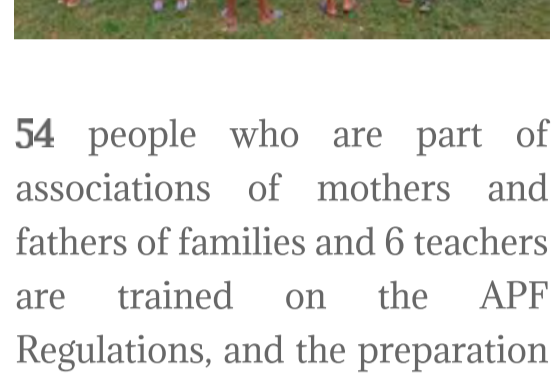 54 people who are part of
associations of mothers and
fathers of families and 6 teachers
are trained on the APF
Regulations, and the preparation